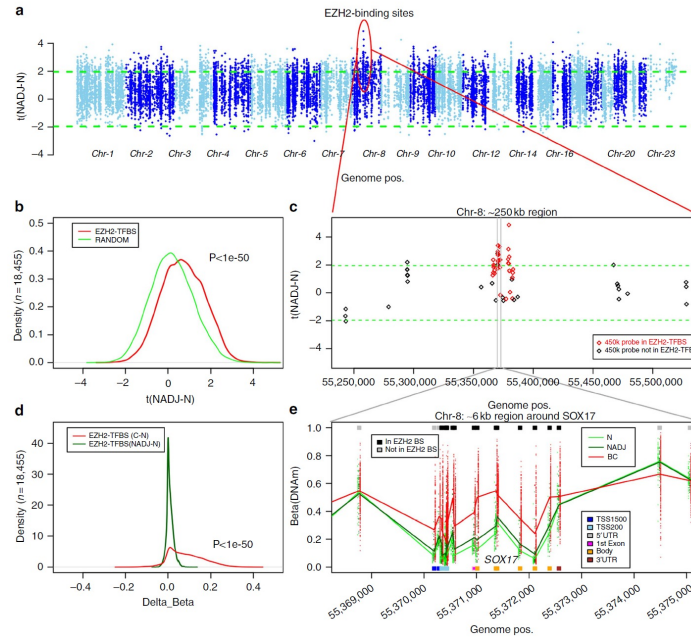 a
EZH2-binding sites
t(NADJ-N)
6
4
2
0
−2
−4
Chr-1 Chr-2 Chr-3 Chr-4 Chr-5 Chr-6 Chr-7 Chr-8 Chr-9 Chr-10 Chr-12 Chr-14 Chr-16 Chr-20 Chr-23
Genome pos.
b
Density (n = 18,455)
0.5
0.4
0.3
0.2
0.1
0.0
EZH2-TFBS
RANDOM
P<1e-50
−4 −2 0 2 4
t(NADJ-N)
c
Chr-8: ~250 kb region
t(NADJ-N)
4
2
0
−2
−4
450k probe in EZH2-TFBS
450k probe not in EZH2-TFB
55,250,000 55,300,000 55,350,000 55,400,000 55,450,000 55,500,000
Genome pos.
d
Density (n = 18,455)
40
30
20
10
0
EZH2-TFBS (C-N)
EZH2-TFBS(NADJ-N)
P<1e-50
−0.4 −0.2 0.0 0.2 0.4
Delta_Beta
e
Chr-8: ~6 kb region around SOX17
Beta(DNAm)
1.0
0.8
0.6
0.4
0.2
0.0
In EZH2 BS
Not in EZH2 BS
N
NADJ
BC
TSS1500
TSS200
5'UTR
1st Exon
Body
3'UTR
SOX17
55,369,000 55,370,000 55,371,000 55,372,000 55,373,000 55,374,000 55,375,000
Genome pos.